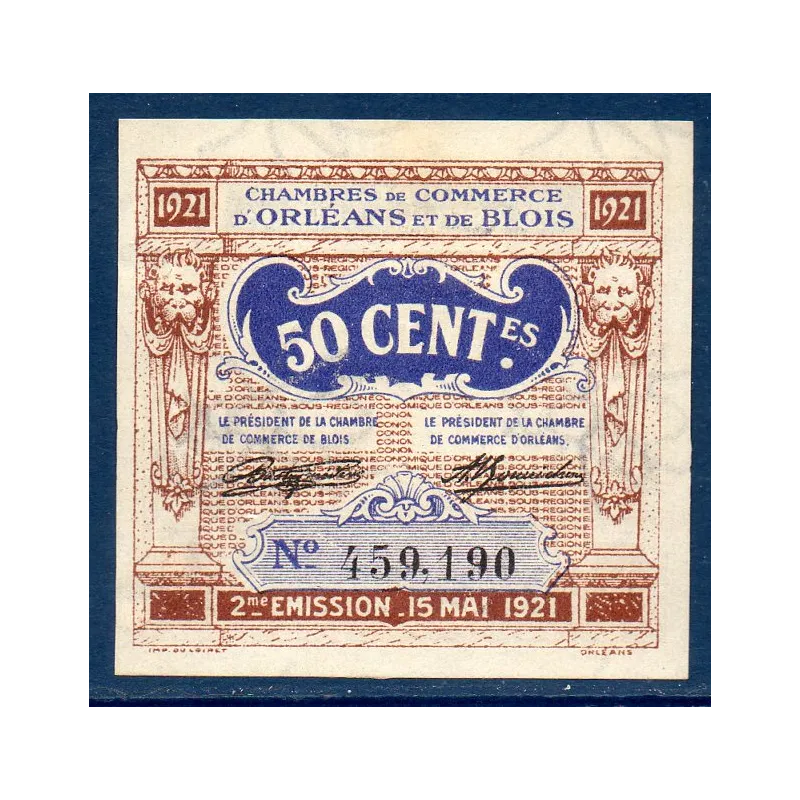 1921 CHAMBRES DE COMMERCE 1921
D'ORLÉANS ET DE BLOIS
50 CENTES.
LE PRÉSIDENT DE LA CHAMBRE
DE COMMERCE DE BLOIS
LE PRÉSIDENT DE LA CHAMBRE
DE COMMERCE D'ORLÉANS.
No 459,190
2me EMISSION _ 15 MAI 1921
IMP. DU LOIRET
ORLÉANS